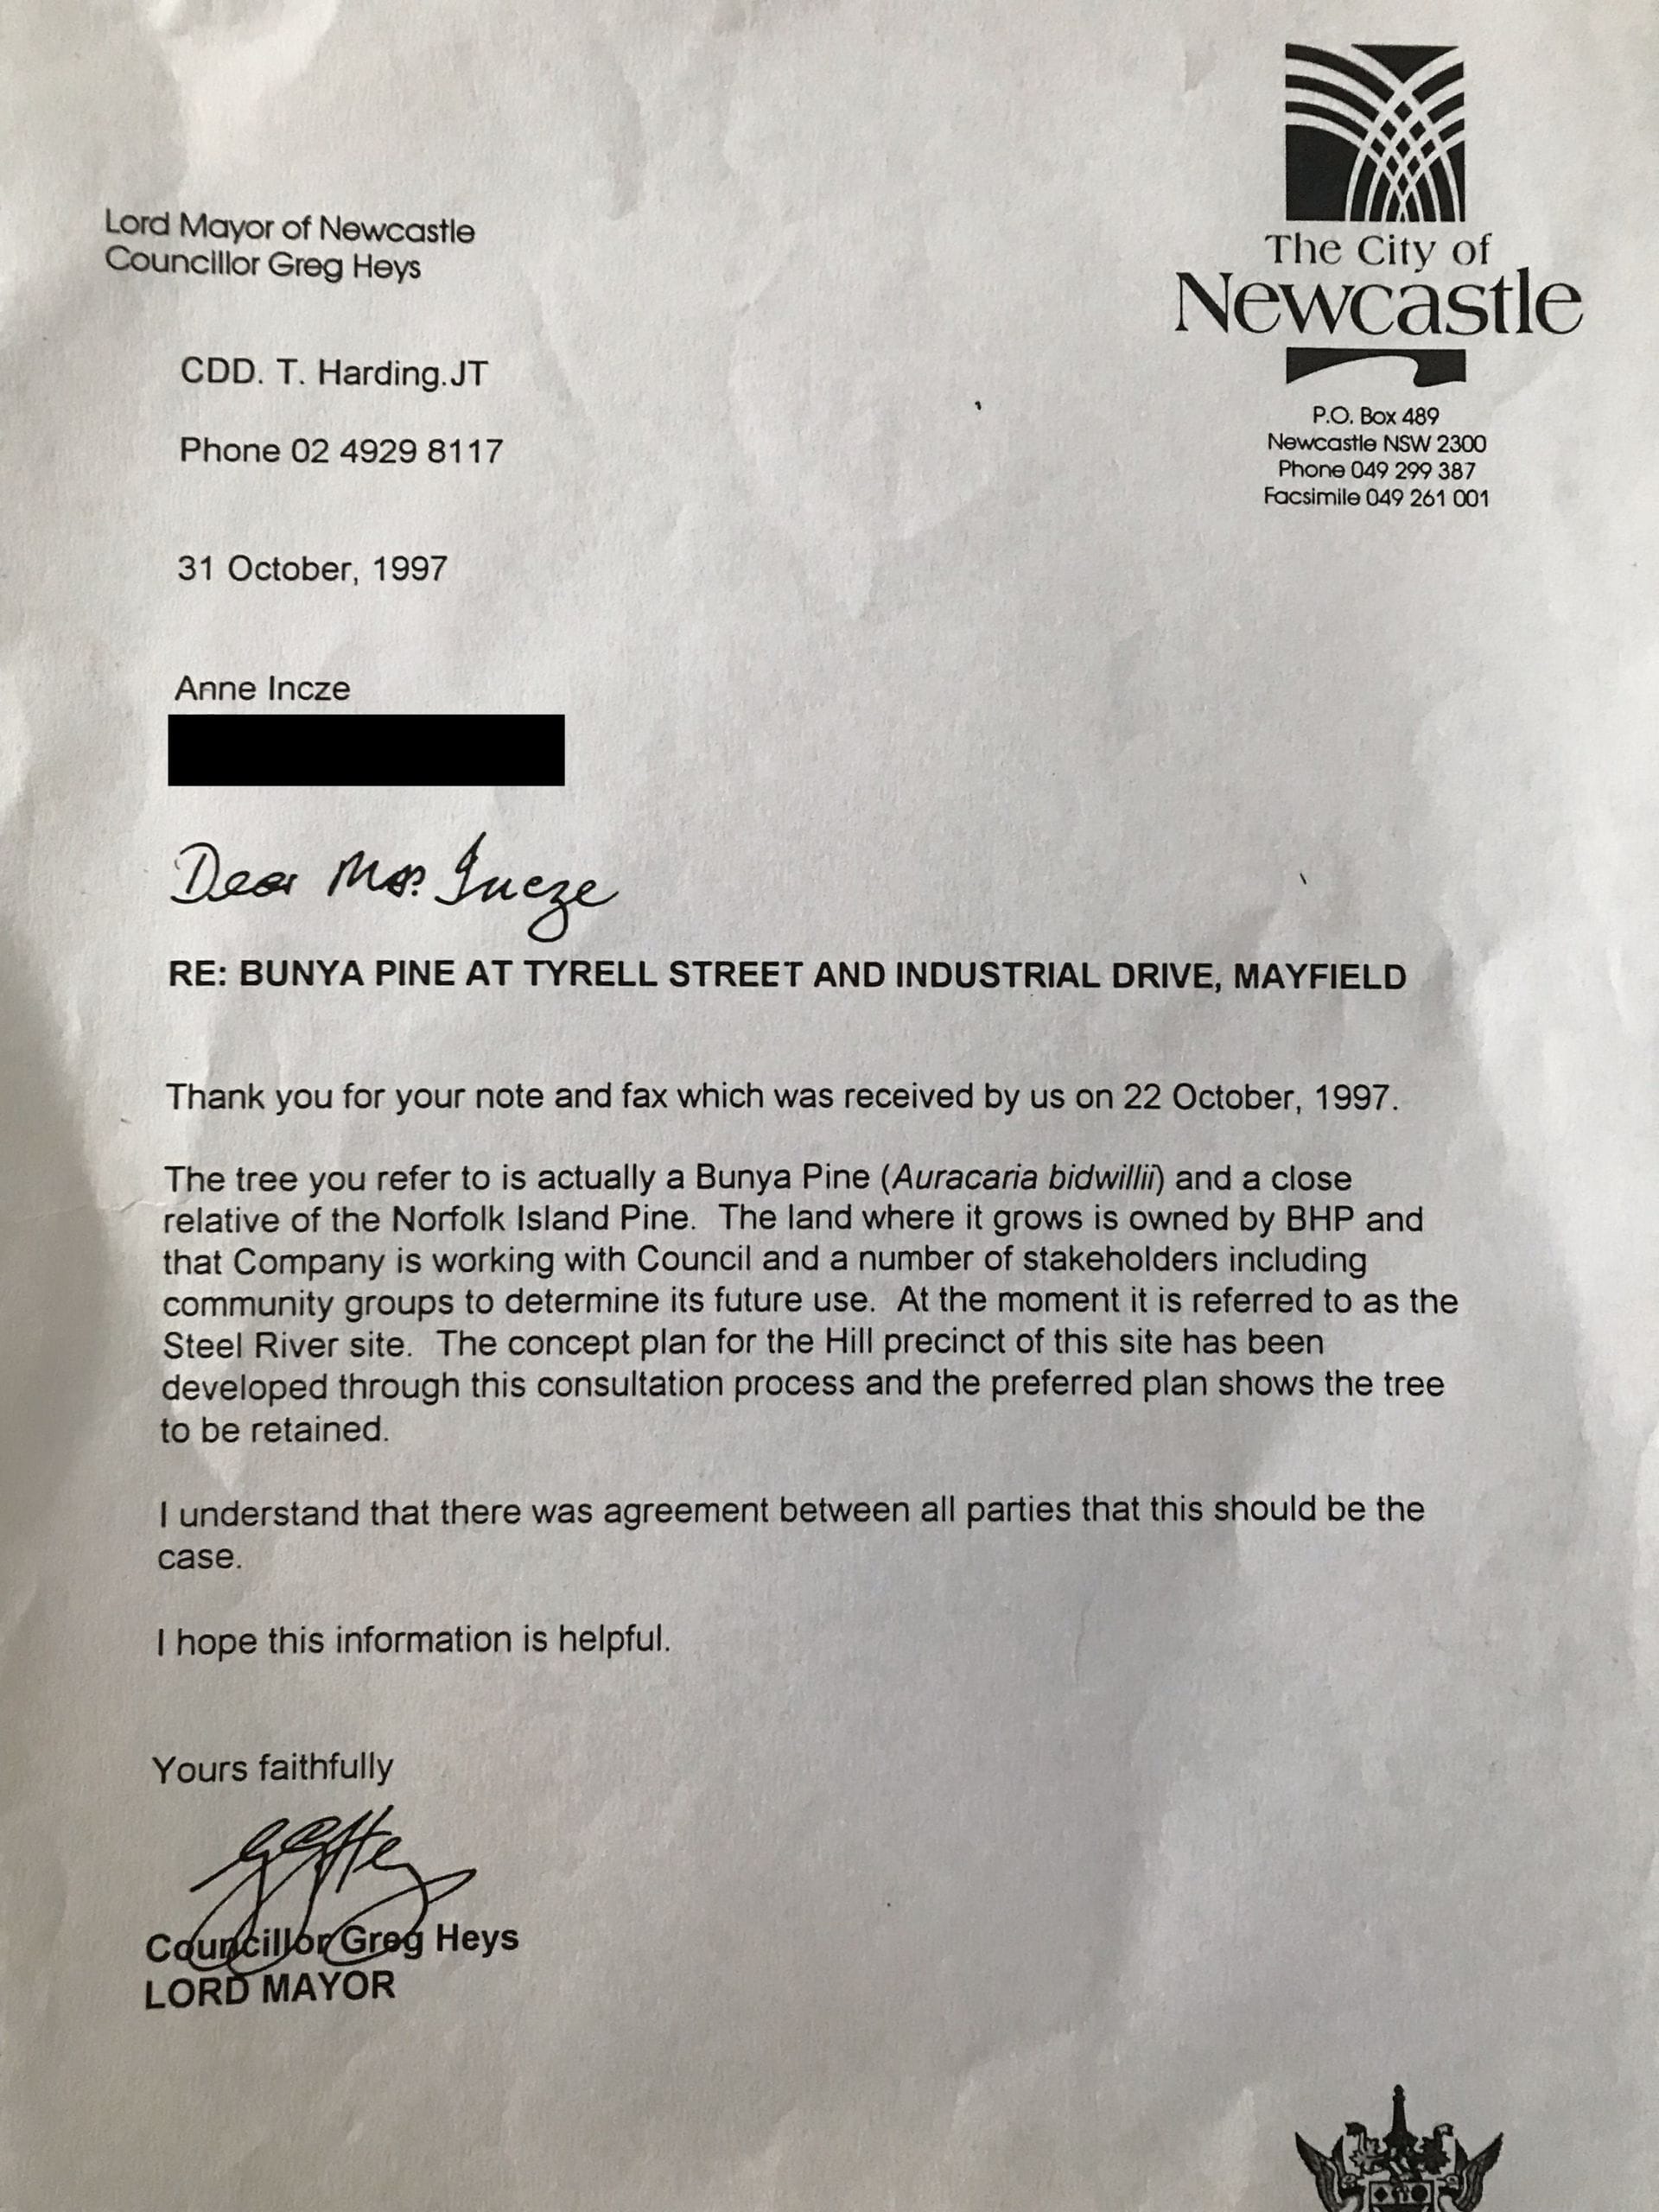 Lord Mayor of Newcastle
Councillor Greg Heys
The City of
Newcastle
P.O. Box 489
Newcastle NSW 2300
Phone 049 299 387
Facsimile 049 261 001
CDD. T. Harding.JT
Phone 02 4929 8117
31 October, 1997
Anne Incze
Dear Mrs. Incze
RE: BUNYA PINE AT TYRELL STREET AND INDUSTRIAL DRIVE, MAYFIELD
Thank you for your note and fax which was received by us on 22 October, 1997.
The tree you refer to is actually a Bunya Pine (Auracaria bidwillii) and a close
relative of the Norfolk Island Pine. The land where it grows is owned by BHP and
that Company is working with Council and a number of stakeholders including
community groups to determine its future use. At the moment it is referred to as the
Steel River site. The concept plan for the Hill precinct of this site has been
developed through this consultation process and the preferred plan shows the tree
to be retained.
I understand that there was agreement between all parties that this should be the
case.
I hope this information is helpful.
Yours faithfully
Councillor Greg Heys
LORD MAYOR